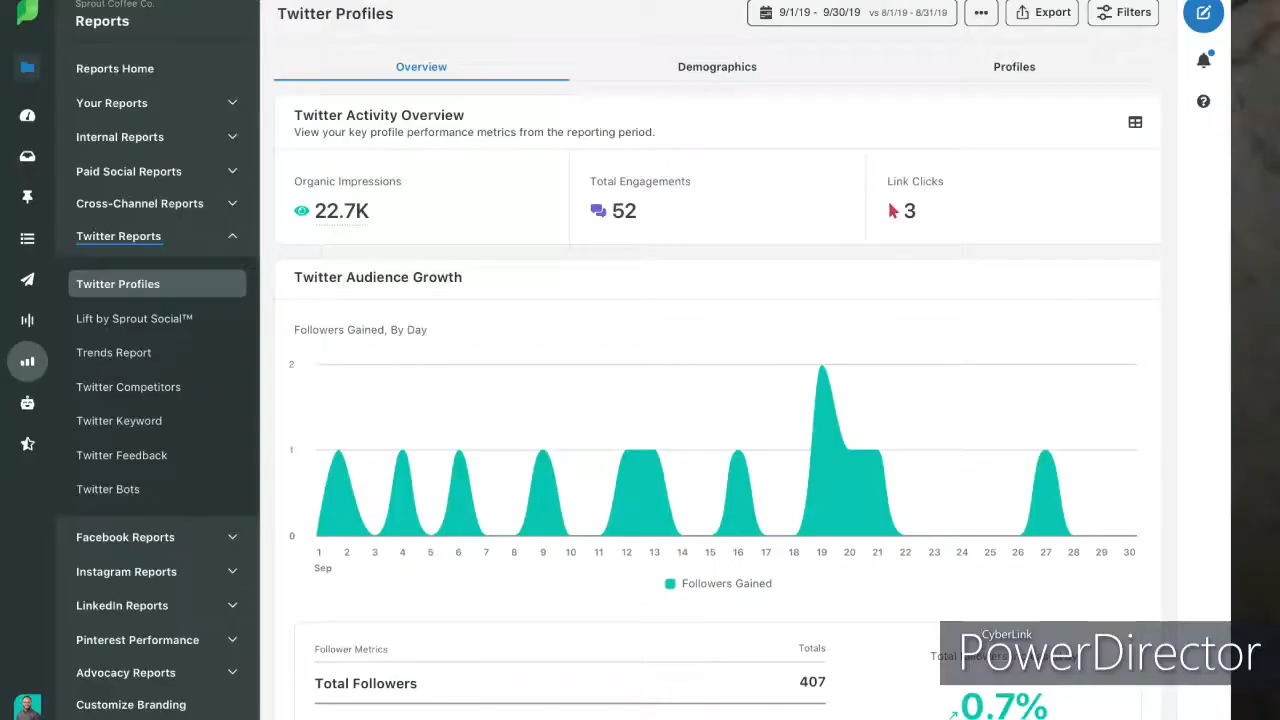 Sprout Coffee Co.
Reports
Reports Home
Your Reports
Internal Reports
Paid Social Reports
Cross-Channel Reports
Twitter Reports
Twitter Profiles
Lift by Sprout Social™
Trends Report
Twitter Competitors
Twitter Keyword
Twitter Feedback
Twitter Bots
Facebook Reports
Instagram Reports
LinkedIn Reports
Pinterest Performance
Advocacy Reports
Customize Branding
Twitter Profiles
9/1/19 - 9/30/19 vs 8/1/19 - 8/31/19
Export
Filters
Overview
Demographics
Profiles
Twitter Activity Overview
View your key profile performance metrics from the reporting period.
Organic Impressions
22.7K
Total Engagements
52
Link Clicks
3
Twitter Audience Growth
Followers Gained, By Day
2
1
0
1 2 3 4 5 6 7 8 9 10 11 12 13 14 15 16 17 18 19 20 21 22 23 24 25 26 27 28 29 30
Sep
Followers Gained
Follower Metrics Totals
Total Followers 407
0.7%
CyberLink
PowerDirector